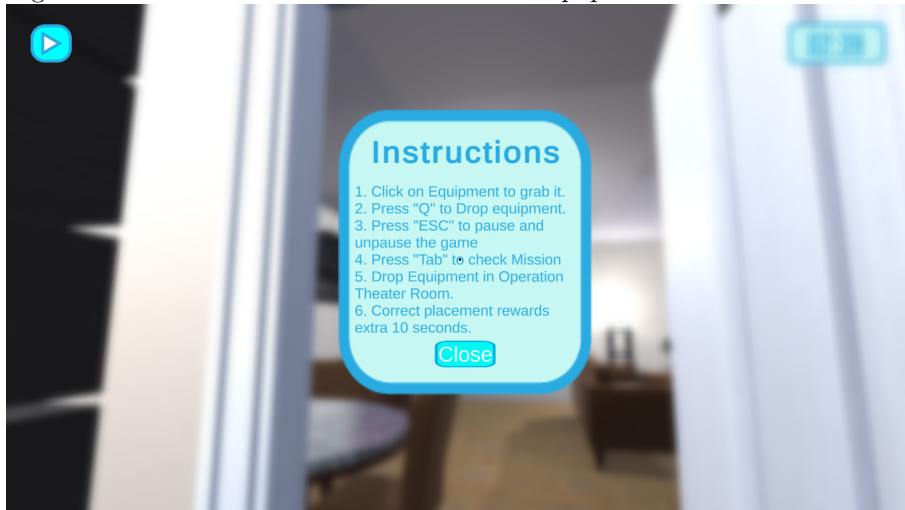 Instructions
1. Click on Equipment to grab it.
2. Press "Q" to Drop equipment.
3. Press "ESC" to pause and
unpause the game
4. Press "Tab" to check Mission
5. Drop Equipment in Operation
Theater Room.
6. Correct placement rewards
extra 10 seconds.
Close